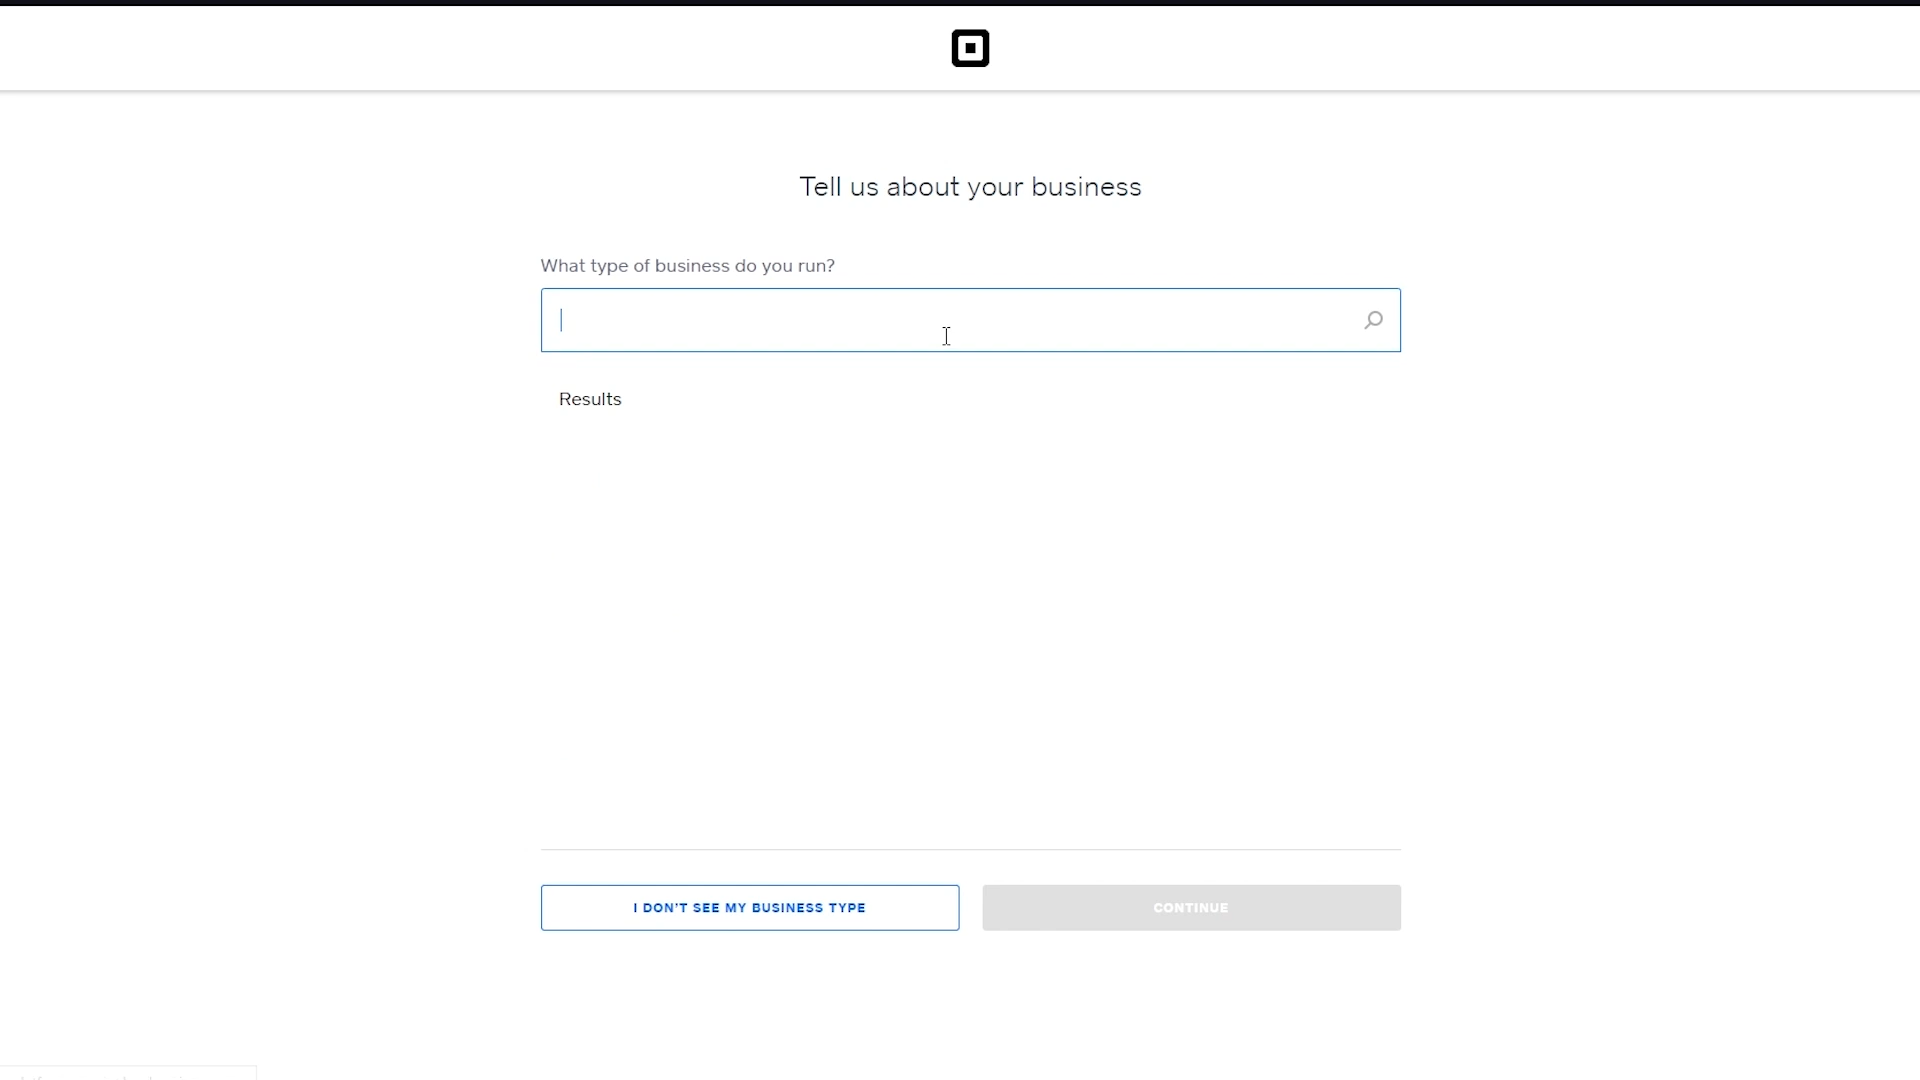 Tell us about your business
What type of business do you run?
Results
I DON'T SEE MY BUSINESS TYPE
CONTINUE